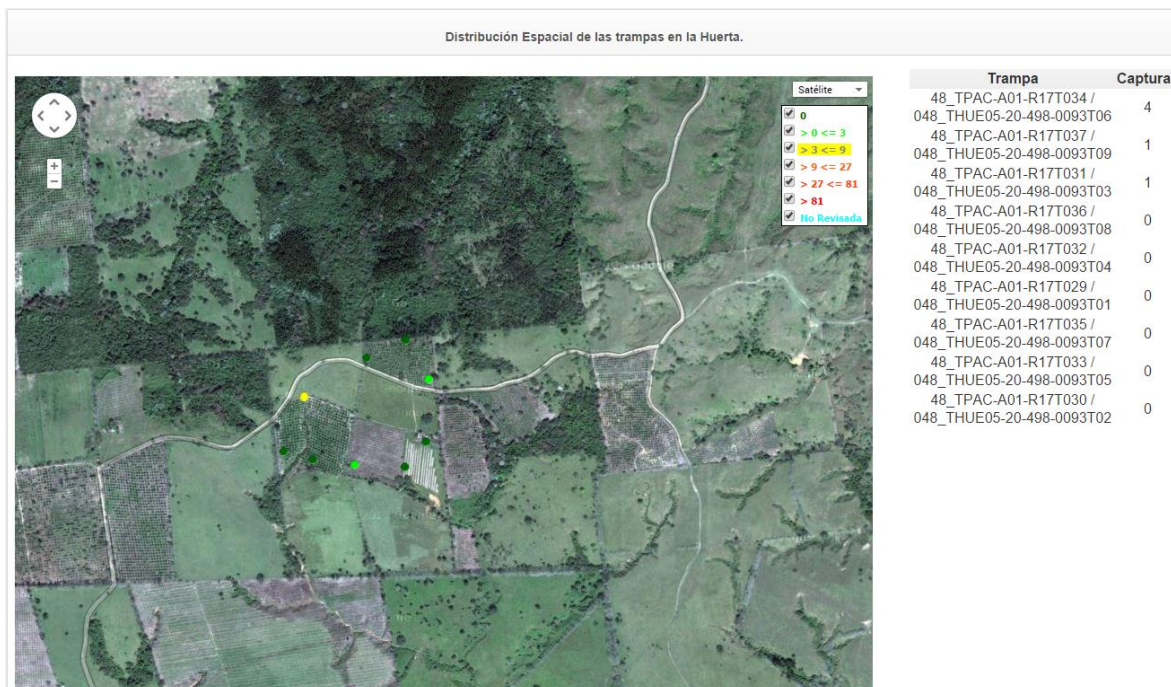 Distribución Espacial de las trampas en la Huerta.
Satélite
0
> 0 <= 3
> 3 <= 9
> 9 <= 27
> 27 <= 81
> 81
No Revisada
Trampa Captura
48_TPAC-A01-R17T034 /
048_THUE05-20-498-0093T06 4
48_TPAC-A01-R17T037 /
048_THUE05-20-498-0093T09 1
48_TPAC-A01-R17T031 /
048_THUE05-20-498-0093T03 1
48_TPAC-A01-R17T036 /
048_THUE05-20-498-0093T08 0
48_TPAC-A01-R17T032 /
048_THUE05-20-498-0093T04 0
48_TPAC-A01-R17T029 /
048_THUE05-20-498-0093T01 0
48_TPAC-A01-R17T035 /
048_THUE05-20-498-0093T07 0
48_TPAC-A01-R17T033 /
048_THUE05-20-498-0093T05 0
48_TPAC-A01-R17T030 /
048_THUE05-20-498-0093T02 0